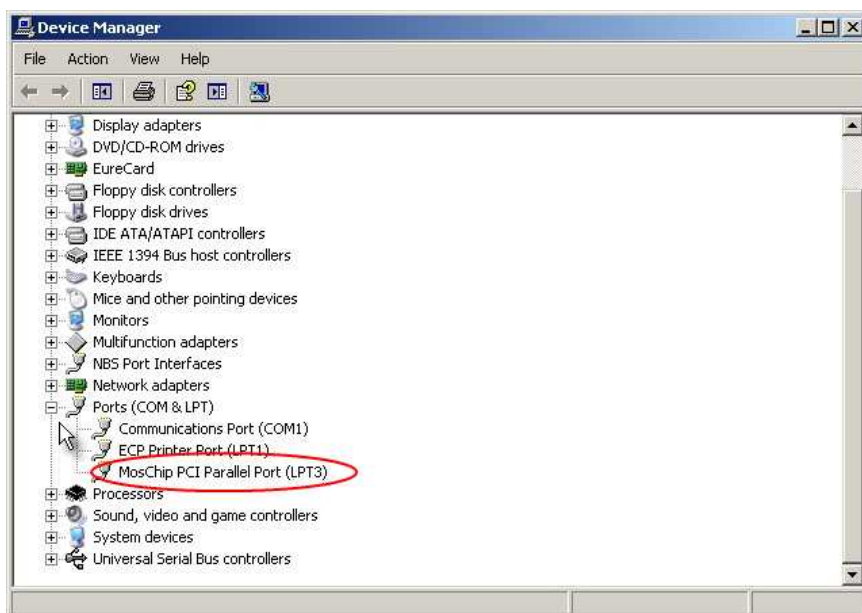 Device Manager
File Action View Help
Display adapters
DVD/CD-ROM drives
EureCard
Floppy disk controllers
Floppy disk drives
IDE ATA/ATAPI controllers
IEEE 1394 Bus host controllers
Keyboards
Mice and other pointing devices
Monitors
Multifunction adapters
NBS Port Interfaces
Network adapters
Ports (COM & LPT)
Communications Port (COM1)
ECP Printer Port (LPT1)
MosChip PCI Parallel Port (LPT3)
Processors
Sound, video and game controllers
System devices
Universal Serial Bus controllers